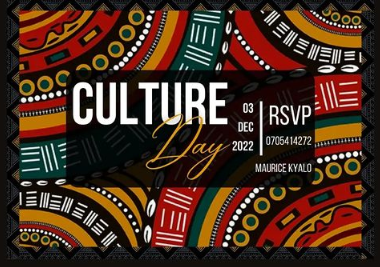 CULTURE
Day
03
DEC
2022
RSVP
0705414272
MAURICE KYALO